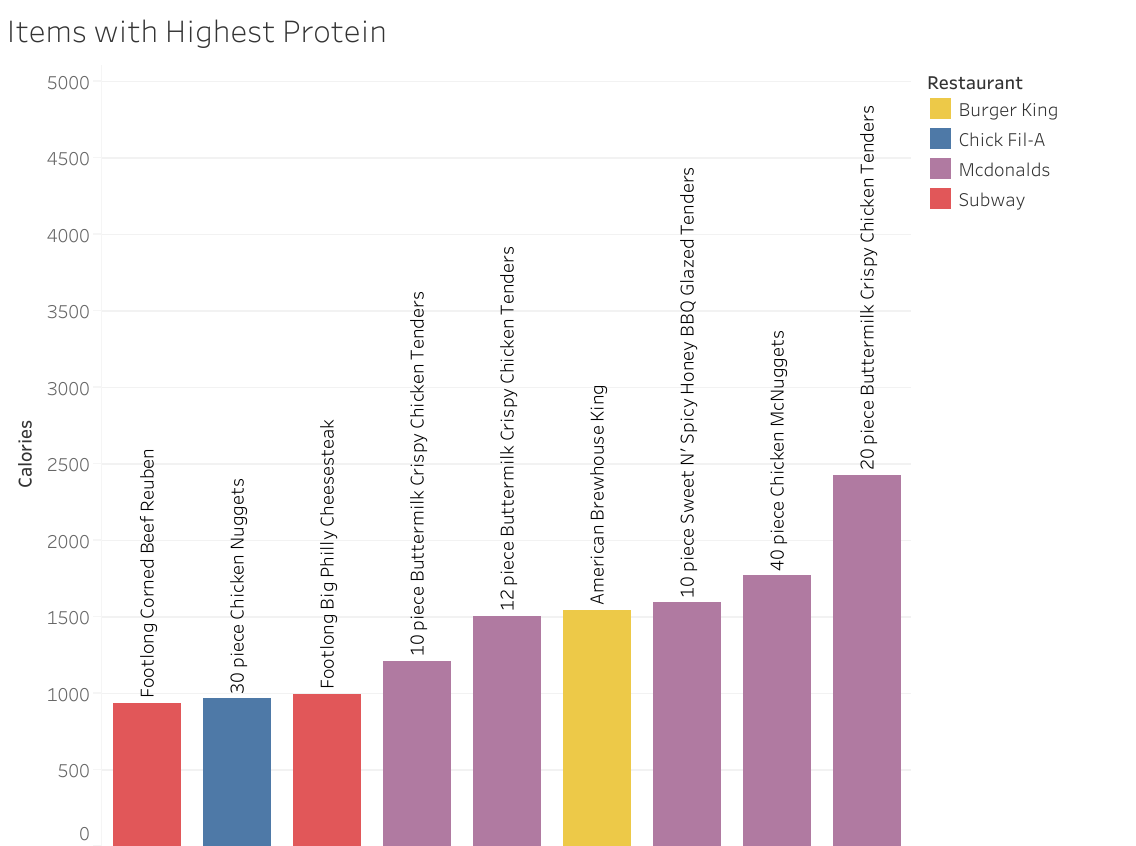 Items with Highest Protein
5000
4500
4000
3500
3000
2500
2000
1500
1000
500
0
Calories
Footlong Corned Beef Reuben
30 piece Chicken Nuggets
Footlong Big Philly Cheesesteak
10 piece Buttermilk Crispy Chicken Tenders
12 piece Buttermilk Crispy Chicken Tenders
American Brewhouse King
10 piece Sweet N’ Spicy Honey BBQ Glazed Tenders
40 piece Chicken McNuggets
20 piece Buttermilk Crispy Chicken Tenders
Restaurant
Burger King
Chick Fil-A
Mcdonalds
Subway